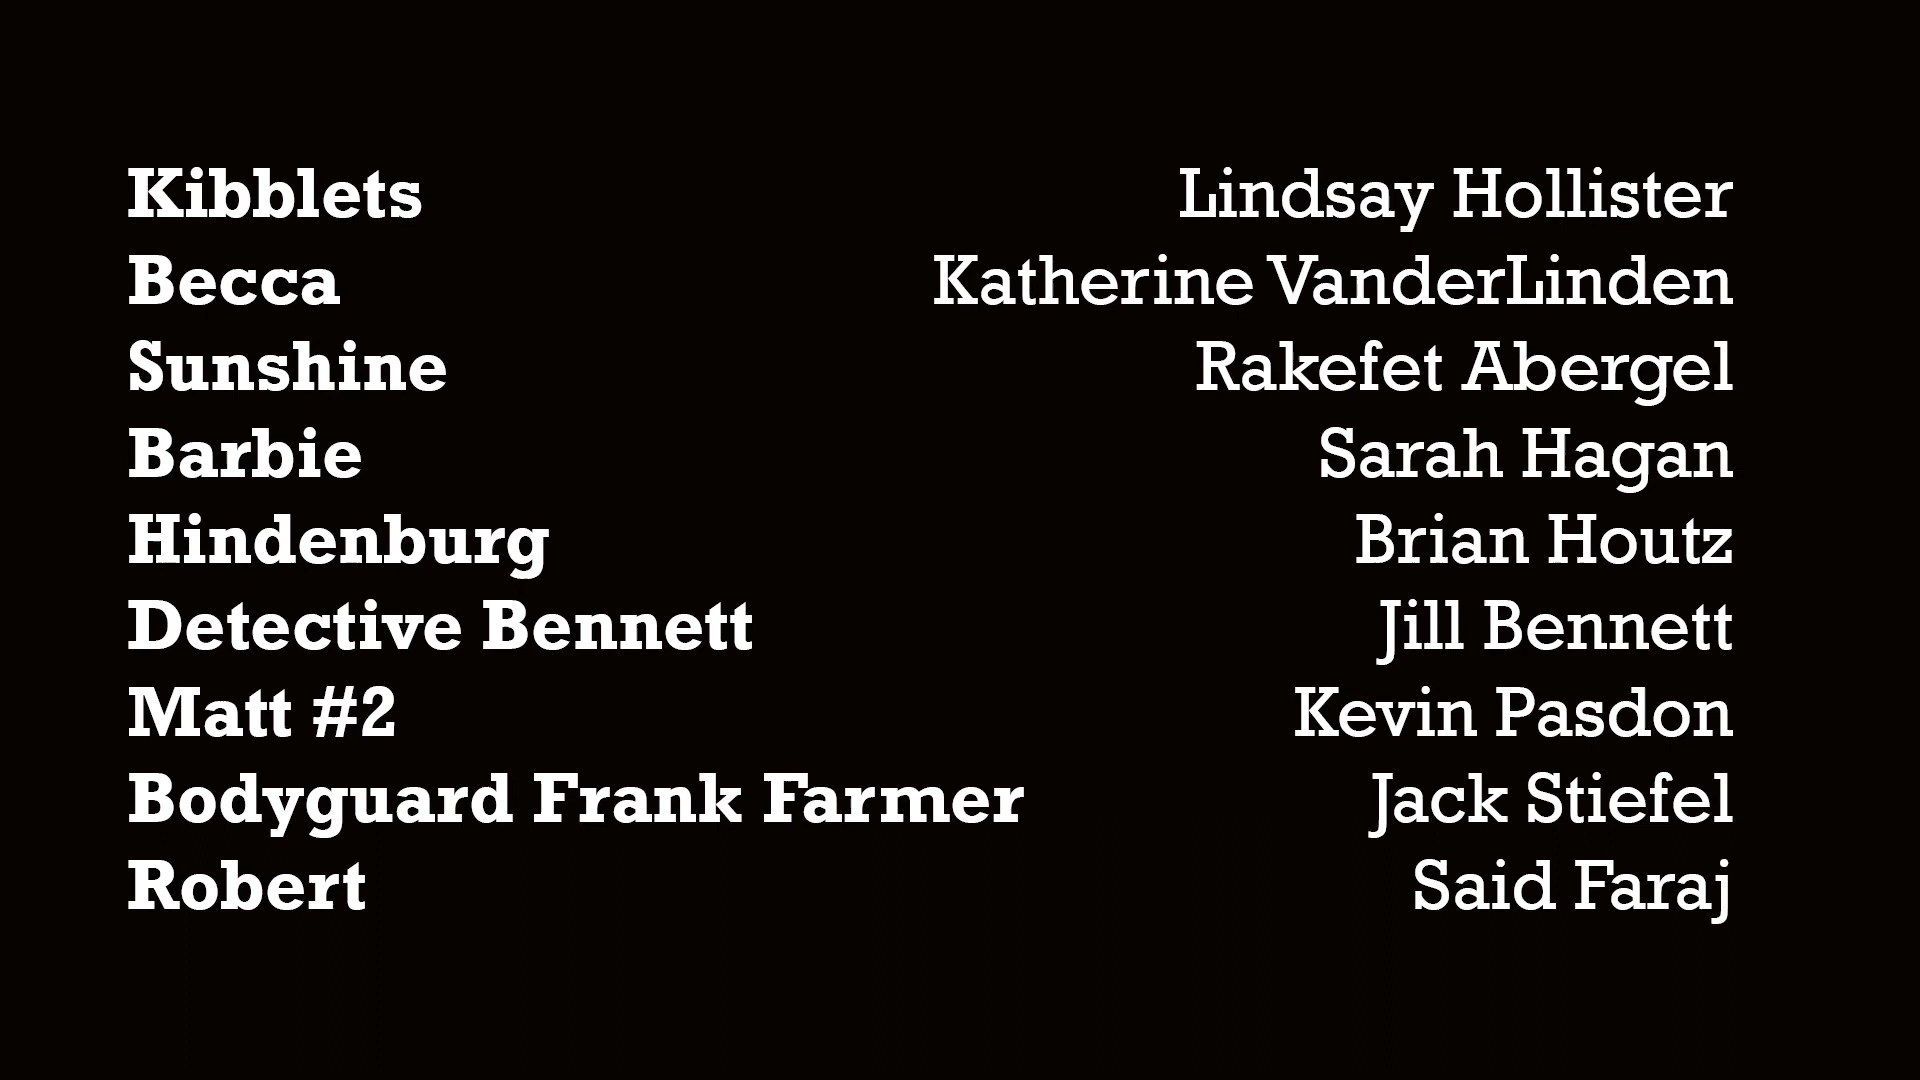 Kibblets Lindsay Hollister
Becca Katherine VanderLinden
Sunshine Rakefet Abergel
Barbie Sarah Hagan
Hindenburg Brian Houtz
Detective Bennett Jill Bennett
Matt #2 Kevin Pasdon
Bodyguard Frank Farmer Jack Stiefel
Robert Said Faraj